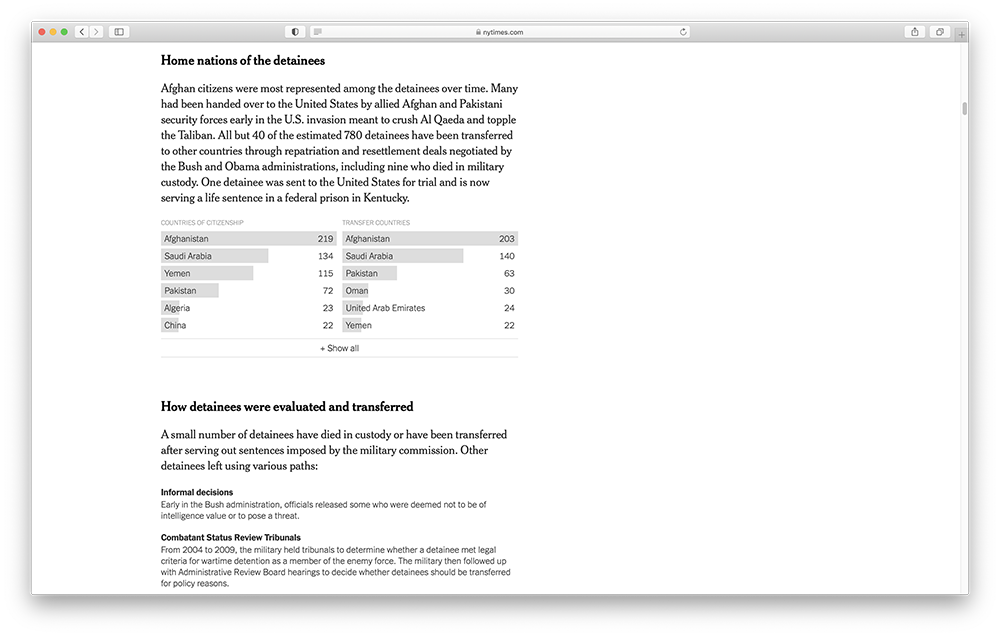 nytimes.com
Home nations of the detainees
Afghan citizens were most represented among the detainees over time. Many
had been handed over to the United States by allied Afghan and Pakistani
security forces early in the U.S. invasion meant to crush Al Qaeda and topple
the Taliban. All but 40 of the estimated 780 detainees have been transferred
to other countries through repatriation and resettlement deals negotiated by
the Bush and Obama administrations, including nine who died in military
custody. One detainee was sent to the United States for trial and is now
serving a life sentence in a federal prison in Kentucky.
COUNTRIES OF CITIZENSHIP
Afghanistan 219
Saudi Arabia 134
Yemen 115
Pakistan 72
Algeria 23
China 22
TRANSFER COUNTRIES
Afghanistan 203
Saudi Arabia 140
Pakistan 63
Oman 30
United Arab Emirates 24
Yemen 22
+ Show all
How detainees were evaluated and transferred
A small number of detainees have died in custody or have been transferred
after serving out sentences imposed by the military commission. Other
detainees left using various paths:
Informal decisions
Early in the Bush administration, officials released some who were deemed not to be of
intelligence value or to pose a threat.
Combatant Status Review Tribunals
From 2004 to 2009, the military held tribunals to determine whether a detainee met legal
criteria for wartime detention as a member of the enemy force. The military then followed up
with Administrative Review Board hearings to decide whether detainees should be transferred
for policy reasons.